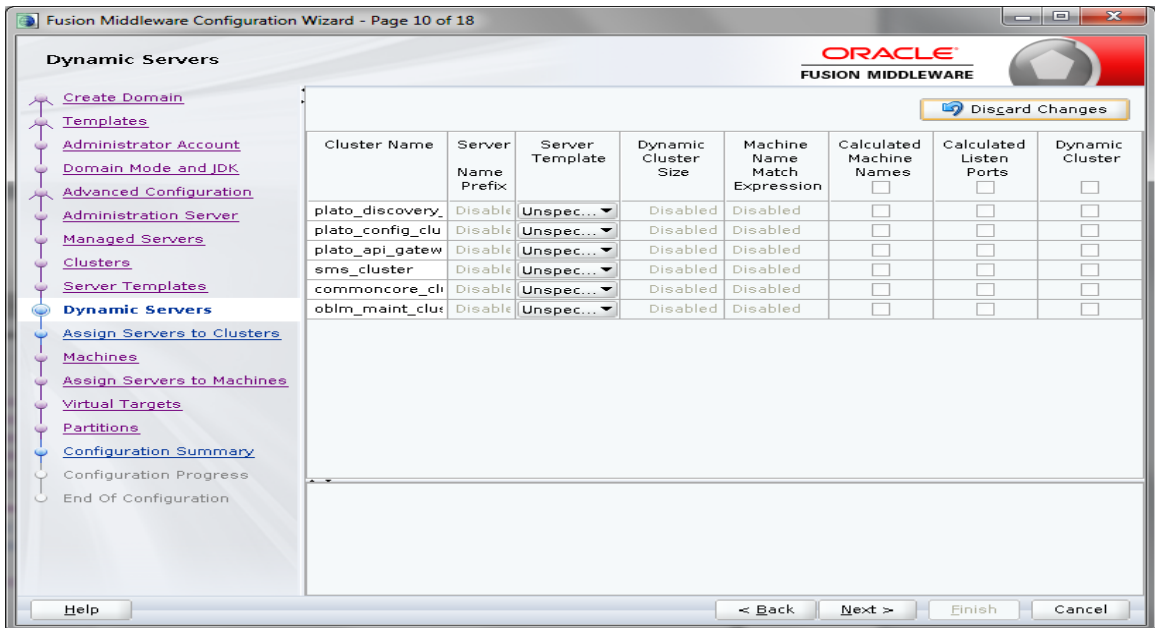 Fusion Middleware Configuration Wizard - Page 10 of 18
Dynamic Servers
ORACLE
FUSION MIDDLEWARE
Create Domain
Templates
Administrator Account
Domain Mode and JDK
Advanced Configuration
Administration Server
Managed Servers
Clusters
Server Templates
Dynamic Servers
Assign Servers to Clusters
Machines
Assign Servers to Machines
Virtual Targets
Partitions
Configuration Summary
Configuration Progress
End Of Configuration
Discard Changes
Cluster Name
Server
Name
Prefix
Server
Template
Dynamic
Cluster
Size
Machine
Name
Match
Expression
Calculated
Machine
Names
Calculated
Listen
Ports
Dynamic
Cluster
plato_discovery_ Disable Unspec... Disabled Disabled
plato_config_clu Disable Unspec... Disabled Disabled
plato_api_gatew Disable Unspec... Disabled Disabled
sms_cluster Disable Unspec... Disabled Disabled
commoncore_clu Disable Unspec... Disabled Disabled
oblm_maint_clus Disable Unspec... Disabled Disabled
Help
< Back
Next >
Finish
Cancel